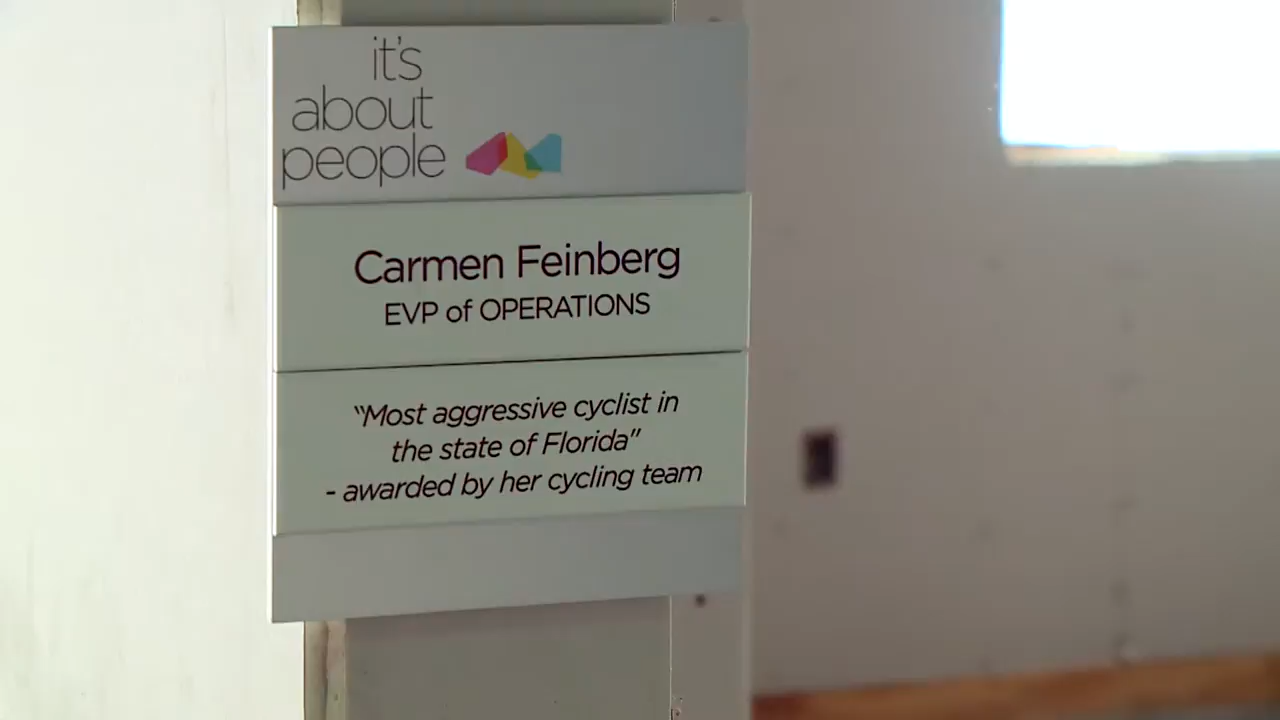 it's
about
people
Carmen Feinberg
EVP of OPERATIONS
"Most aggressive cyclist in
the state of Florida"
- awarded by her cycling team